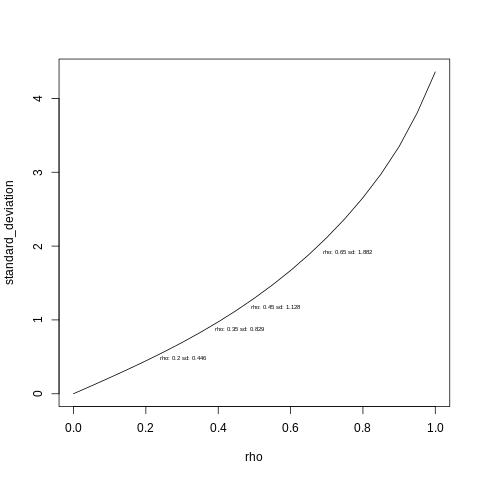 standard_deviation
4
3
2
1
0
rho: 0.65 sd: 1.882
rho: 0.45 sd: 1.128
rho: 0.35 sd: 0.829
rho: 0.2 sd: 0.446
0.0 0.2 0.4 0.6 0.8 1.0
rho